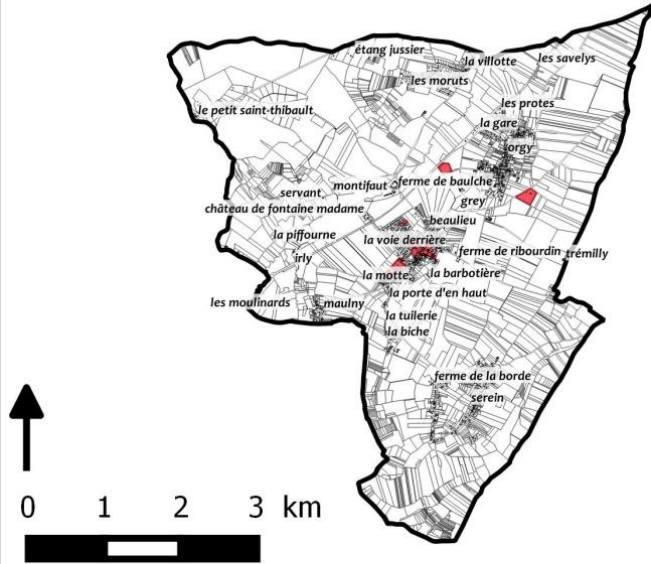 étang jussier
les savelys
la villotte
les moruts
les protes
le petit saint-thibault
la gare
orgy
montifaut
ferme de baulche
servant
grey
château de fontaine madame
beaulieu
la piffourne
la voie derrière
ferme de ribourdin
trémilly
irly
la motte
la barbotière
les moulinards
maulny
la porte d'en haut
la tuilerie
la biche
ferme de la borde
serein
0 1 2 3 km